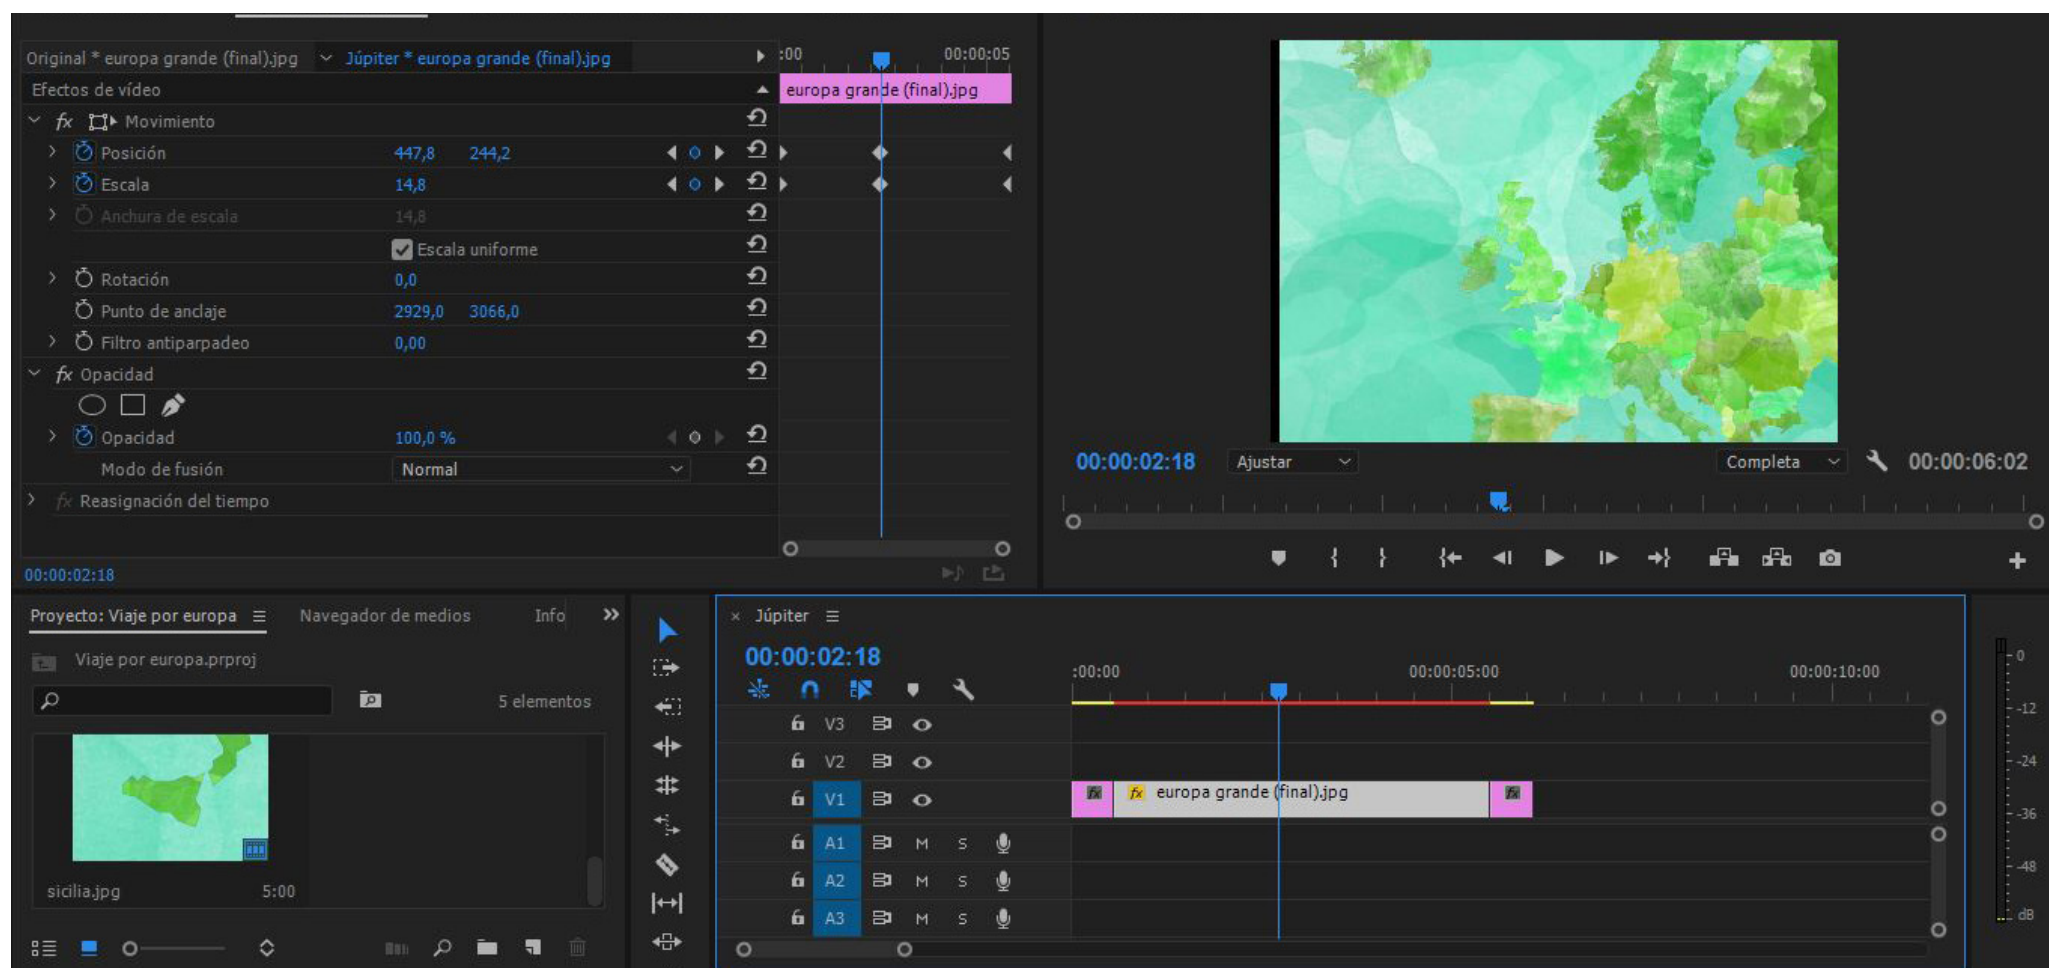 Original * europa grande (final).jpg Júpiter * europa grande (final).jpg
:00 00:00:05
Efectos de vídeo
europa grande (final).jpg
fx Movimiento
Posición 447,8 244,2
Escala 14,8
Anchura de escala 14,8
Escala uniforme
Rotación 0,0
Punto de anclaje 2929,0 3066,0
Filtro antiparpadeo 0,00
fx Opacidad
Opacidad 100,0 %
Modo de fusión Normal
fx Reasignación del tiempo
00:00:02:18
00:00:02:18 Ajustar Completa 00:00:06:02
Proyecto: Viaje por europa Navegador de medios Info
Viaje por europa.prproj
5 elementos
sicilia.jpg 5:00
× Júpiter
00:00:02:18
:00:00 00:00:05:00 00:00:10:00
V3
V2
V1
fx fx europa grande (final).jpg fx
A1 M S
A2 M S
A3 M S
0
-12
-24
-36
-48
dB